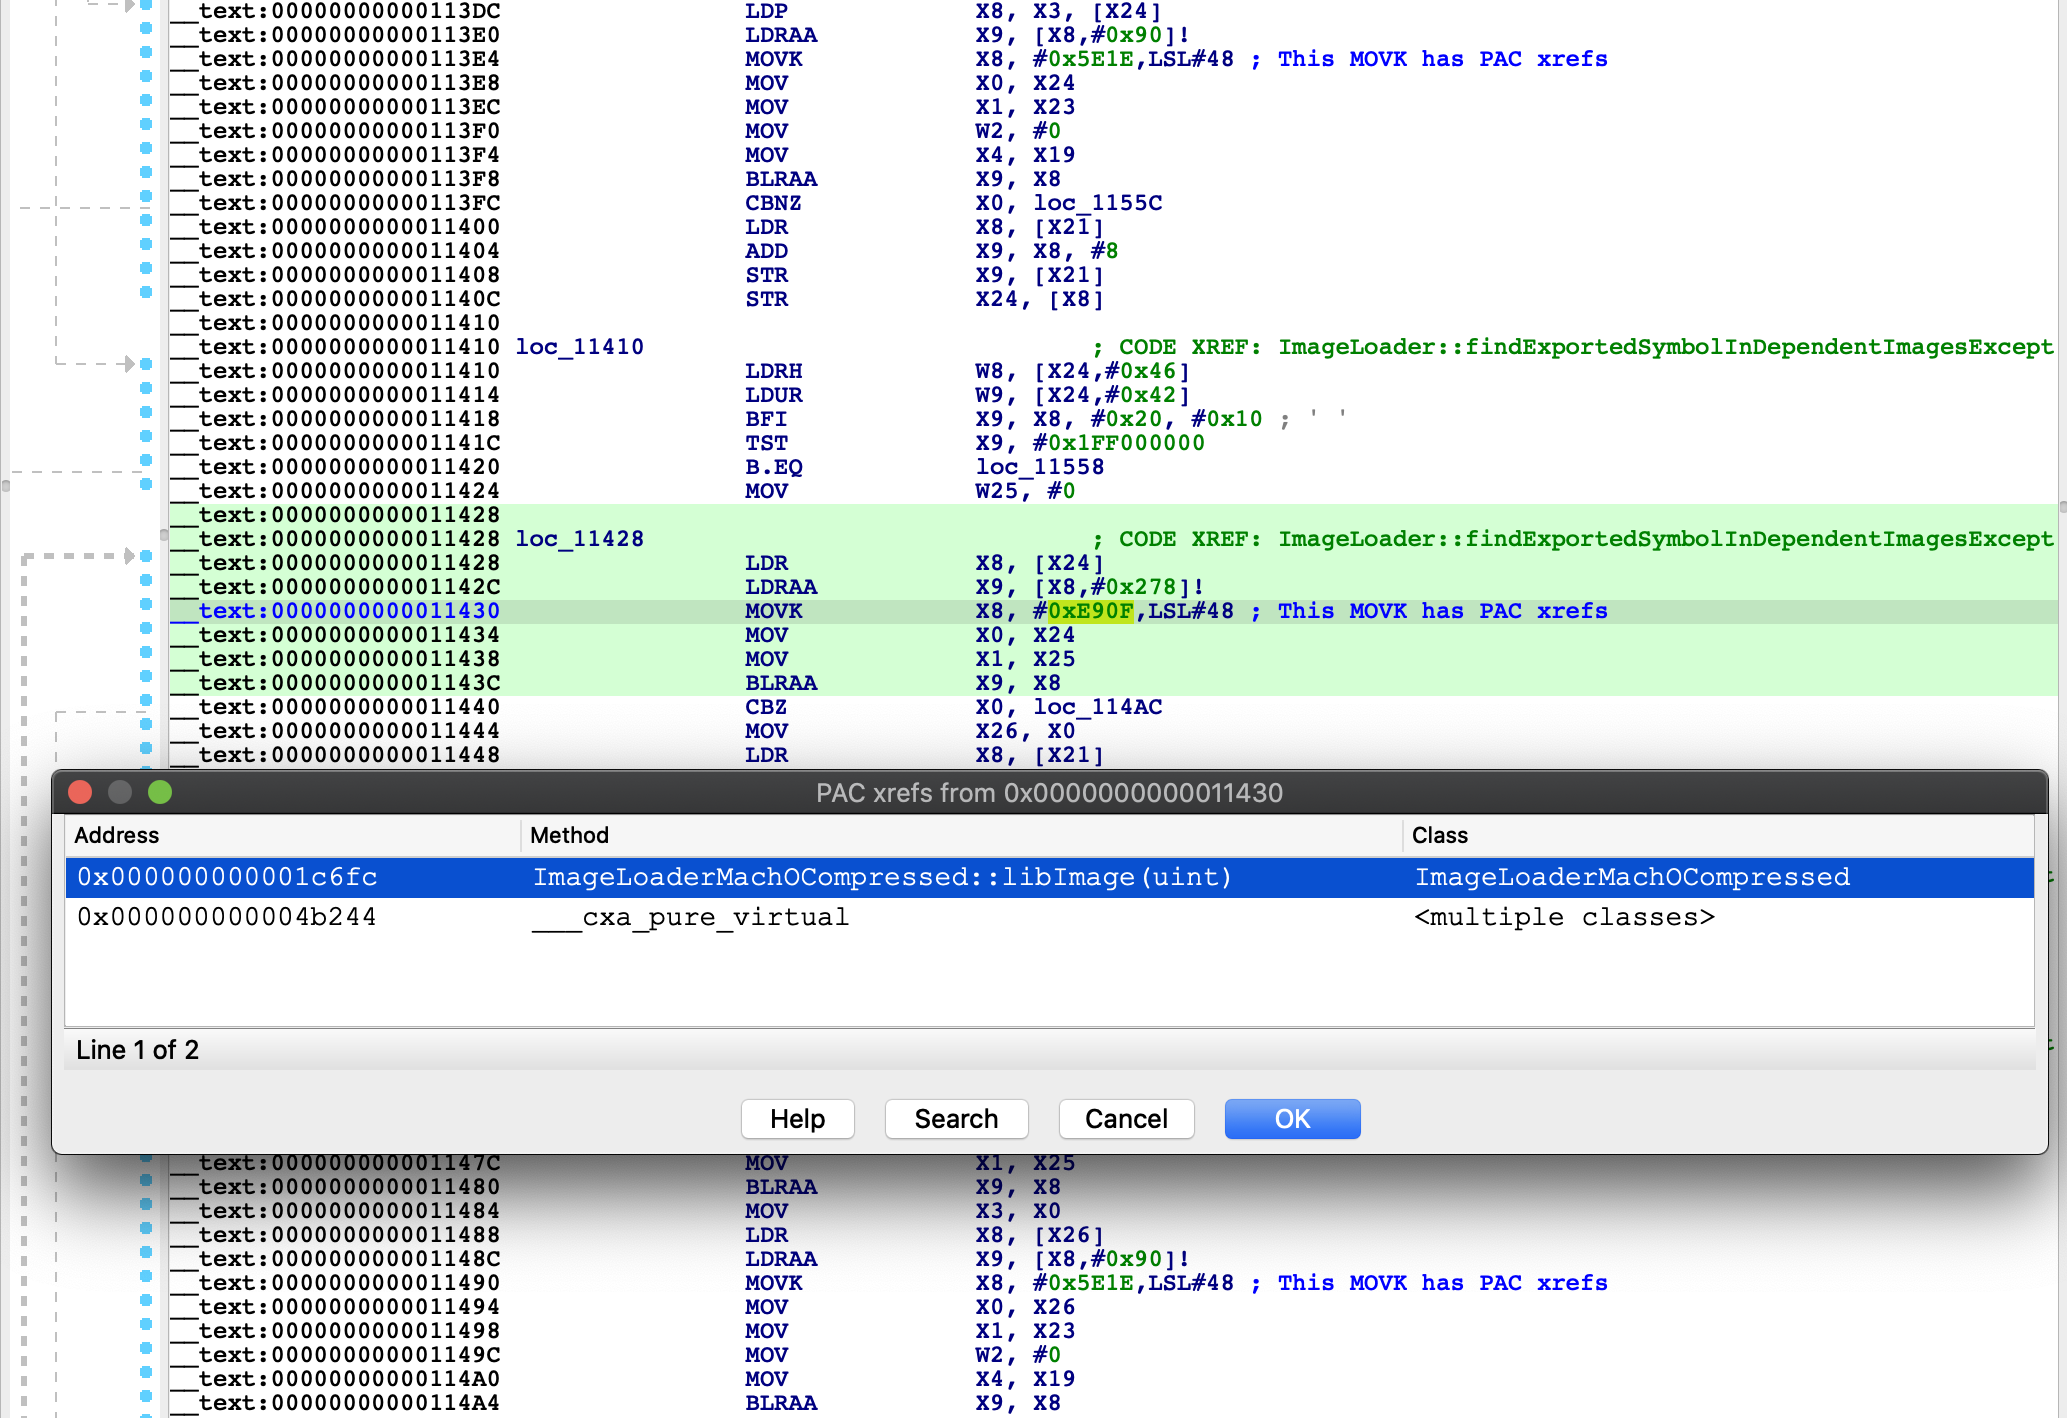 __text:00000000000113DC LDP X8, X3, [X24]
__text:00000000000113E0 LDRAA X9, [X8,#0x90]!
__text:00000000000113E4 MOVK X8, #0x5E1E,LSL#48 ; This MOVK has PAC xrefs
__text:00000000000113E8 MOV X0, X24
__text:00000000000113EC MOV X1, X23
__text:00000000000113F0 MOV W2, #0
__text:00000000000113F4 MOV X4, X19
__text:00000000000113F8 BLRAA X9, X8
__text:00000000000113FC CBNZ X0, loc_1155C
__text:0000000000011400 LDR X8, [X21]
__text:0000000000011404 ADD X9, X8, #8
__text:0000000000011408 STR X9, [X21]
__text:000000000001140C STR X24, [X8]
__text:0000000000011410
__text:0000000000011410 loc_11410 ; CODE XREF: ImageLoader::findExportedSymbolInDependentImagesExcept
__text:0000000000011410 LDRH W8, [X24,#0x46]
__text:0000000000011414 LDUR W9, [X24,#0x42]
__text:0000000000011418 BFI X9, X8, #0x20, #0x10 ; ' '
__text:000000000001141C TST X9, #0x1FF000000
__text:0000000000011420 B.EQ loc_11558
__text:0000000000011424 MOV W25, #0
__text:0000000000011428
__text:0000000000011428 loc_11428 ; CODE XREF: ImageLoader::findExportedSymbolInDependentImagesExcept
__text:0000000000011428 LDR X8, [X24]
__text:000000000001142C LDRAA X9, [X8,#0x278]!
__text:0000000000011430 MOVK X8, #0xE90F,LSL#48 ; This MOVK has PAC xrefs
__text:0000000000011434 MOV X0, X24
__text:0000000000011438 MOV X1, X25
__text:000000000001143C BLRAA X9, X8
__text:0000000000011440 CBZ X0, loc_114AC
__text:0000000000011444 MOV X26, X0
__text:0000000000011448 LDR X8, [X21]
PAC xrefs from 0x0000000000011430
Address Method Class
0x000000000001c6fc ImageLoaderMachOCompressed::libImage(uint) ImageLoaderMachOCompressed
0x000000000004b244 ___cxa_pure_virtual <multiple classes>
Line 1 of 2
Help Search Cancel OK
__text:000000000001147C MOV X1, X25
__text:0000000000011480 BLRAA X9, X8
__text:0000000000011484 MOV X3, X0
__text:0000000000011488 LDR X8, [X26]
__text:000000000001148C LDRAA X9, [X8,#0x90]!
__text:0000000000011490 MOVK X8, #0x5E1E,LSL#48 ; This MOVK has PAC xrefs
__text:0000000000011494 MOV X0, X26
__text:0000000000011498 MOV X1, X23
__text:000000000001149C MOV W2, #0
__text:00000000000114A0 MOV X4, X19
__text:00000000000114A4 BLRAA X9, X8